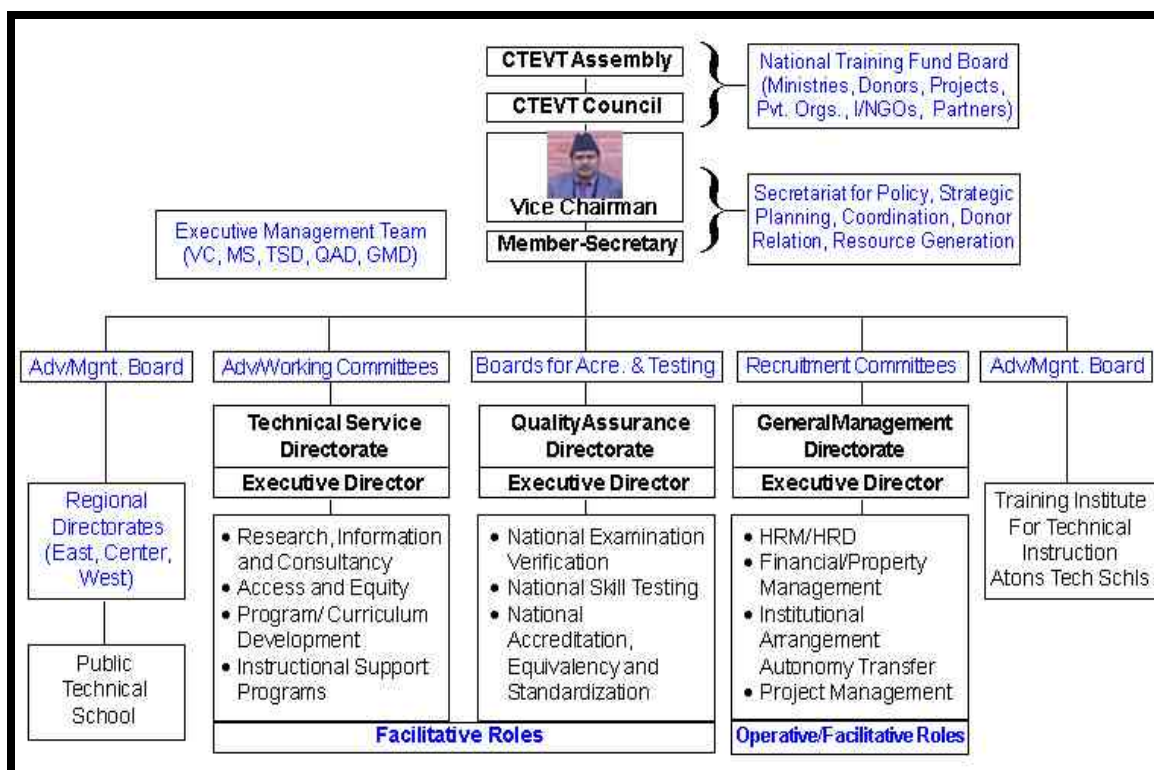 CTEVT Assembly
CTEVT Council
Vice Chairman
Member-Secretary
National Training Fund Board
(Ministries, Donors, Projects,
Pvt. Orgs., I/NGOs, Partners)
Secretariat for Policy, Strategic
Planning, Coordination, Donor
Relation, Resource Generation
Executive Management Team
(VC, MS, TSD, QAD, GMD)
Adv/Mgnt. Board
Regional
Directorates
(East, Center,
West)
Public
Technical
School
Adv/Working Committees
Technical Service
Directorate
Executive Director
• Research, Information
and Consultancy
• Access and Equity
• Program/ Curriculum
Development
• Instructional Support
Programs
Boards for Acre. & Testing
Quality Assurance
Directorate
Executive Director
• National Examination
Verification
• National Skill Testing
• National
Accreditation,
Equivalency and
Standardization
Facilitative Roles
Recruitment Committees
General Management
Directorate
Executive Director
• HRM/HRD
• Financial/Property
Management
• Institutional
Arrangement
Autonomy Transfer
• Project Management
Operative/Facilitative Roles
Adv/Mgnt. Board
Training Institute
For Technical
Instruction
Atons Tech Schls